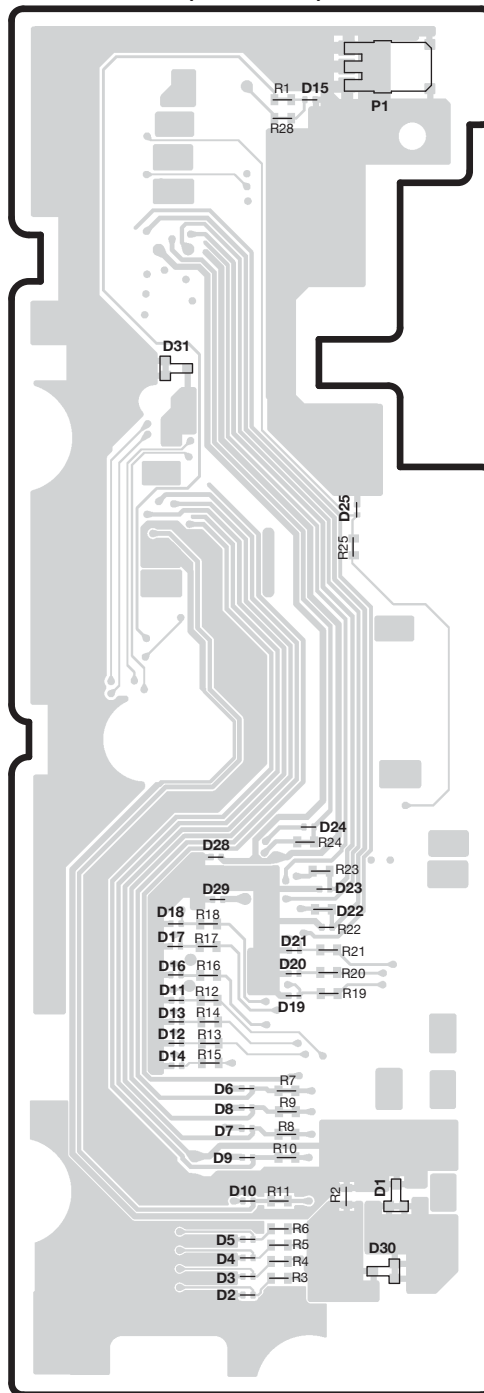 R1 D15
P1
R28
D31
D25
R25
D24
R24
D28
R23
D23
D29
D22
D18 R18
R22
D17 R17
D21 R21
D16 R16
D20 R20
D11 R12
R19
D19
D13 R14
D12 R13
D14 R15
D6 R7
D8 R9
D7 R8
D9 R10
D10 R11
R2
D1
R6
D5 R5
D30
D4 R4
D3 R3
D2